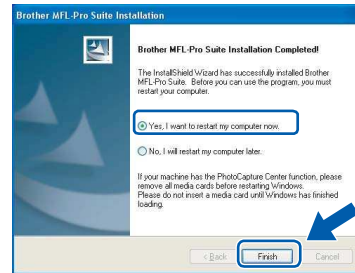 Brother MFL-Pro Suite Installation
Brother MFL-Pro Suite Installation Completed!
The InstallShield Wizard has successfully installed Brother
MFL-Pro Suite. Before you can use the program, you must
restart your computer.
Yes, I want to restart my computer now.
No, I will restart my computer later.
If your machine has the PhotoCapture Center function, please
remove all media cards before restarting Windows.
Please do not insert a media card until Windows has finished
loading.
< Back Finish Cancel